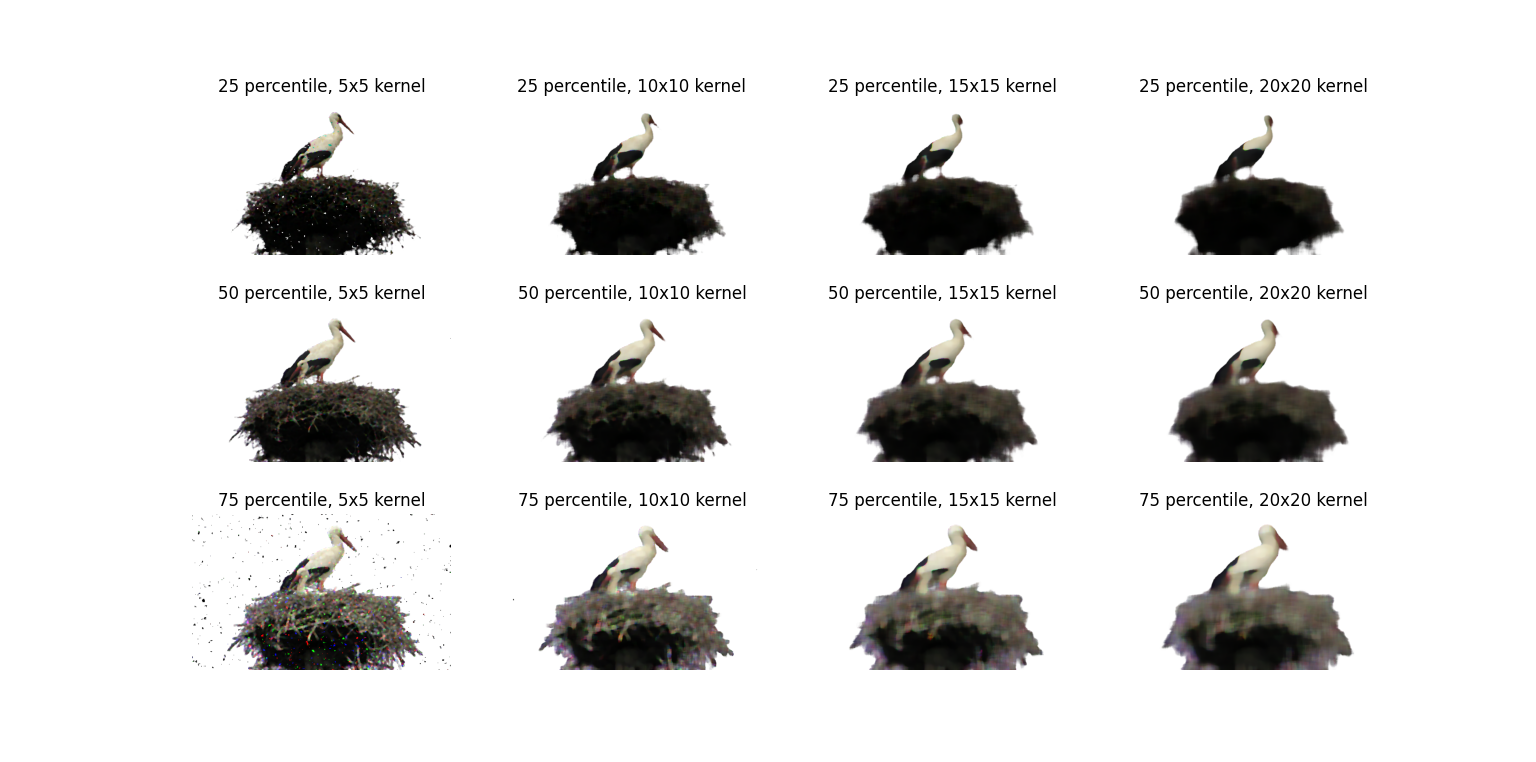 25 percentile, 5x5 kernel
25 percentile, 10x10 kernel
25 percentile, 15x15 kernel
25 percentile, 20x20 kernel
50 percentile, 5x5 kernel
50 percentile, 10x10 kernel
50 percentile, 15x15 kernel
50 percentile, 20x20 kernel
75 percentile, 5x5 kernel
75 percentile, 10x10 kernel
75 percentile, 15x15 kernel
75 percentile, 20x20 kernel